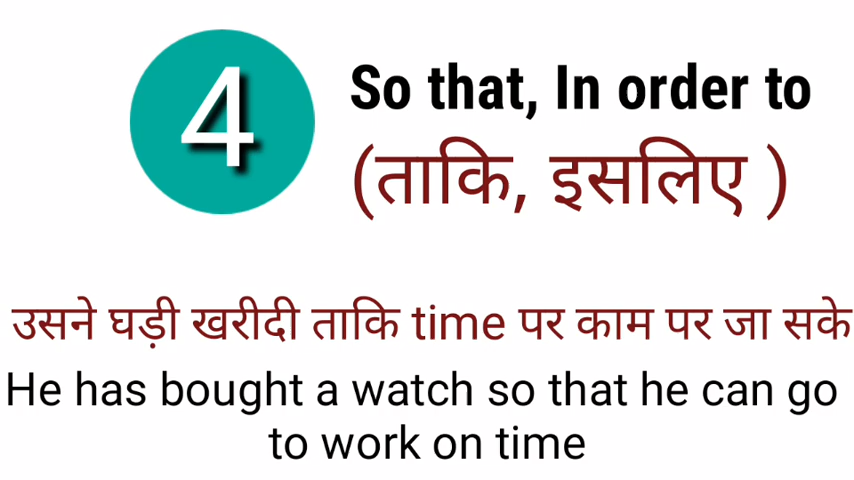 4
So that, In order to
(ताकि, इसलिए )
उसने घड़ी खरीदी ताकि time पर काम पर जा सके
He has bought a watch so that he can go
to work on time